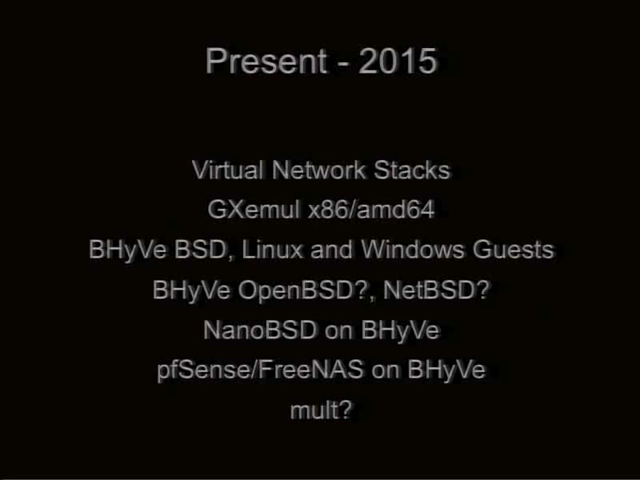 Present - 2015
Virtual Network Stacks
GXemul x86/amd64
BHyVe BSD, Linux and Windows Guests
BHyVe OpenBSD?, NetBSD?
NanoBSD on BHyVe
pfSense/FreeNAS on BHyVe
mult?